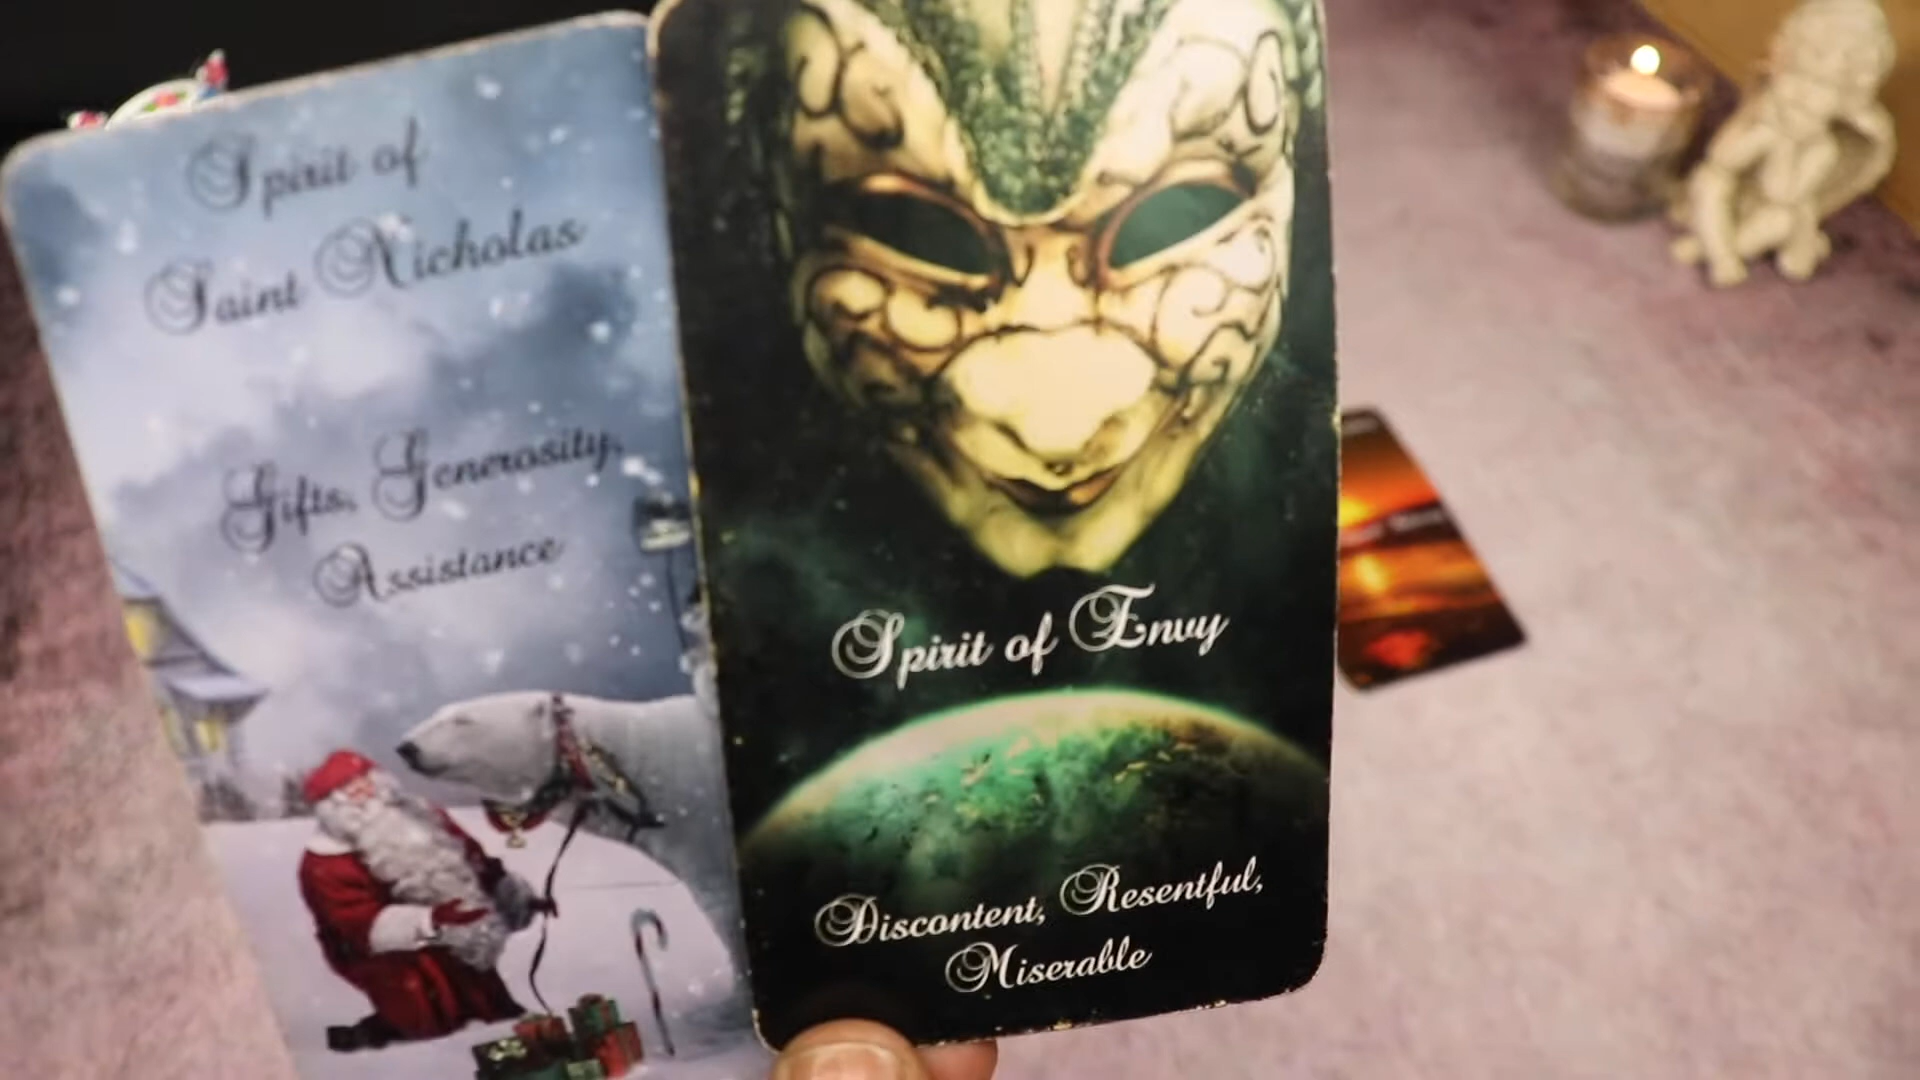 Spirit of
Saint Nicholas
Gifts, Generosity,
Assistance
Spirit of Envy
Discontent, Resentful,
Miserable